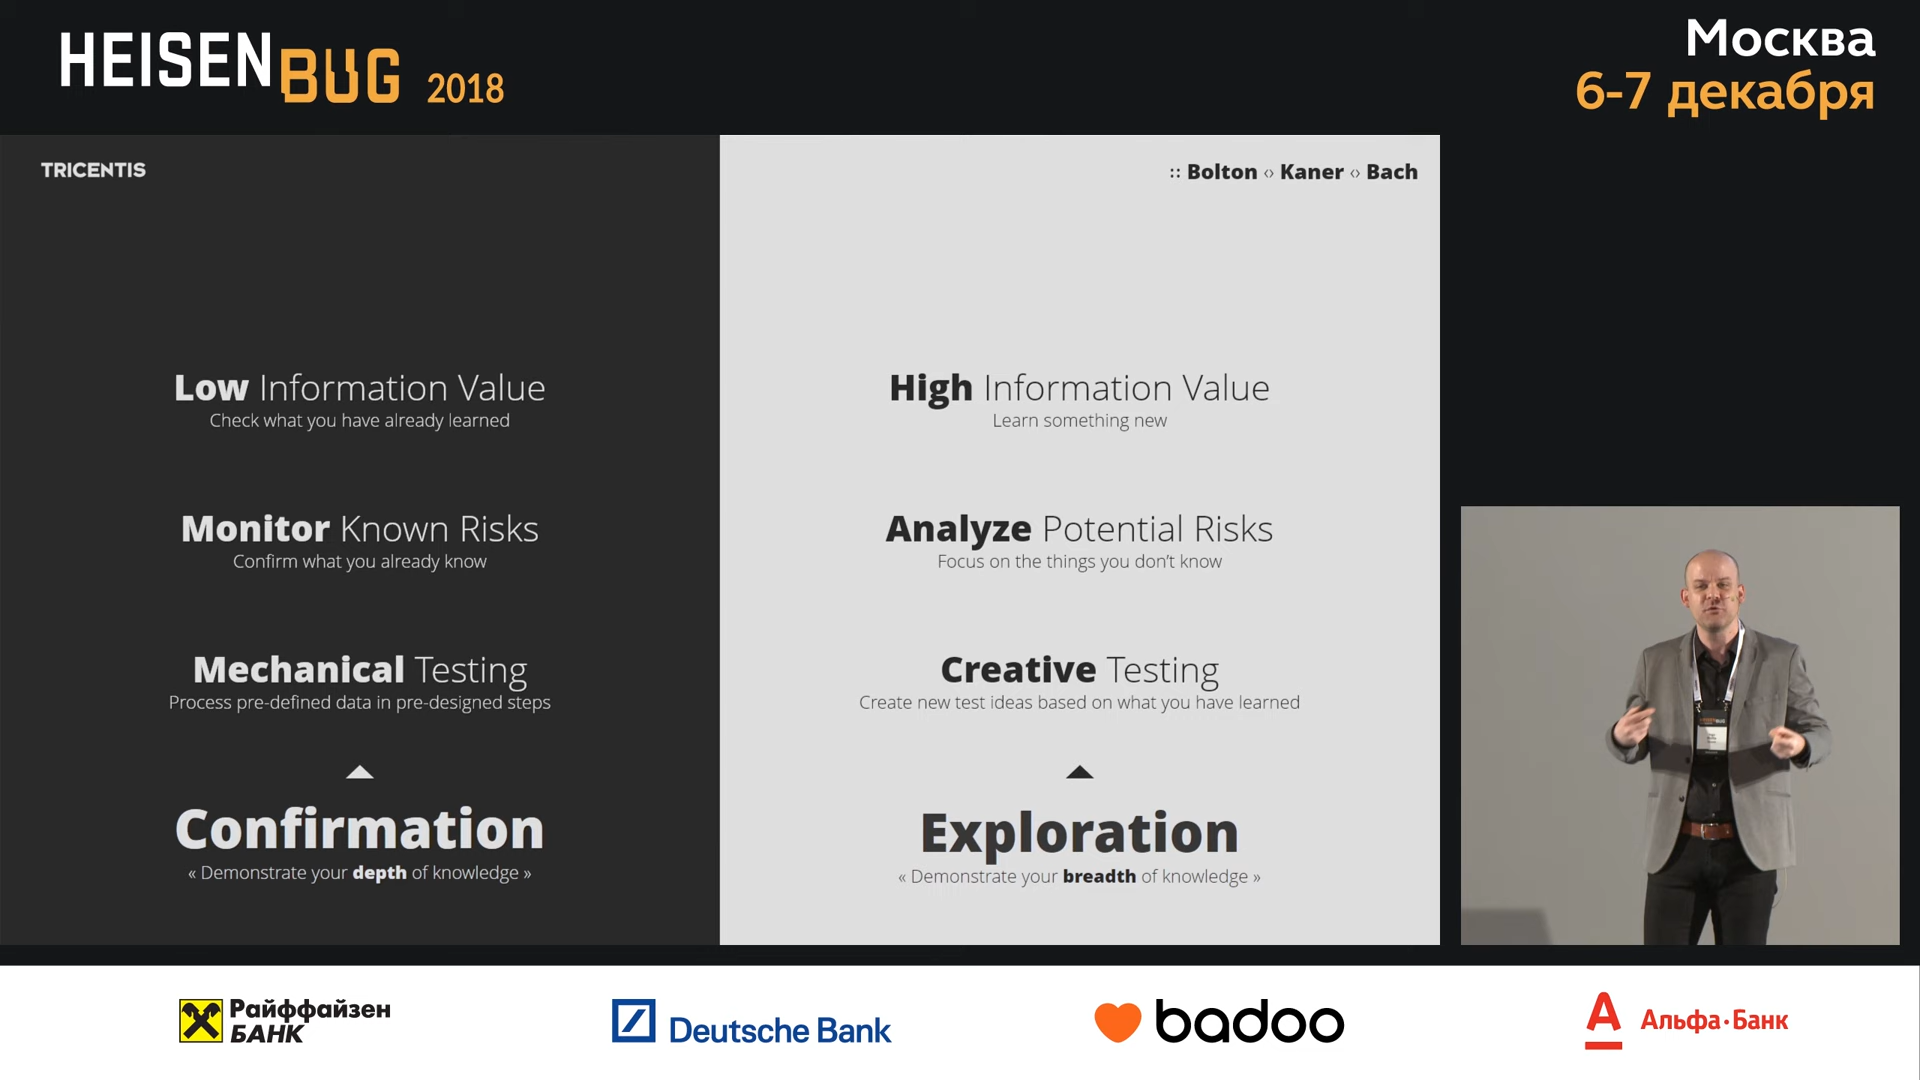 HEISENBUG 2018
Москва
6-7 декабря
TRICENTIS
:: Bolton ‹› Kaner ‹› Bach
Low Information Value
Check what you have already learned
Monitor Known Risks
Confirm what you already know
Mechanical Testing
Process pre-defined data in pre-designed steps
Confirmation
« Demonstrate your depth of knowledge »
High Information Value
Learn something new
Analyze Potential Risks
Focus on the things you don’t know
Creative Testing
Create new test ideas based on what you have learned
Exploration
« Demonstrate your breadth of knowledge »
Райффайзен
БАНК
Deutsche Bank
badoo
Альфа·Банк